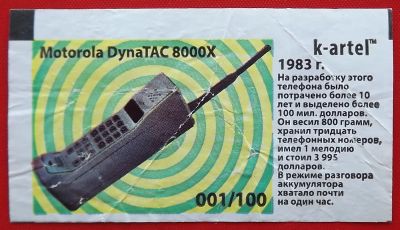 Motorola DynaTAC 8000X
k-artel™
1983 г.
На разработку этого
телефона было
потрачено более 10
лет и выделено более
100 мил. долларов.
Он весил 800 грамм,
хранил тридцать
телефонных номеров,
имел 1 мелодию
и стоил 3 995
долларов.
В режиме разговора
аккумулятора
хватало почти
на один час.
001/100